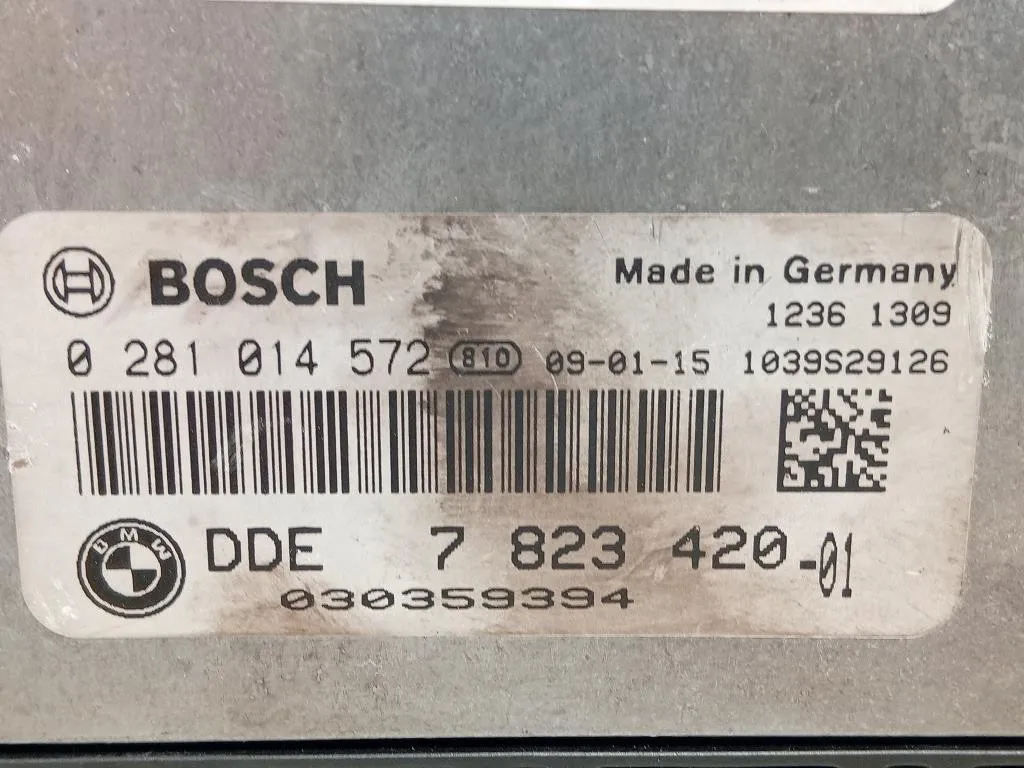 BOSCH Made in Germany
1236 1309
0 281 014 572 810 09-01-15 1039S29126
BMW DDE 7 823 420-01
030359394